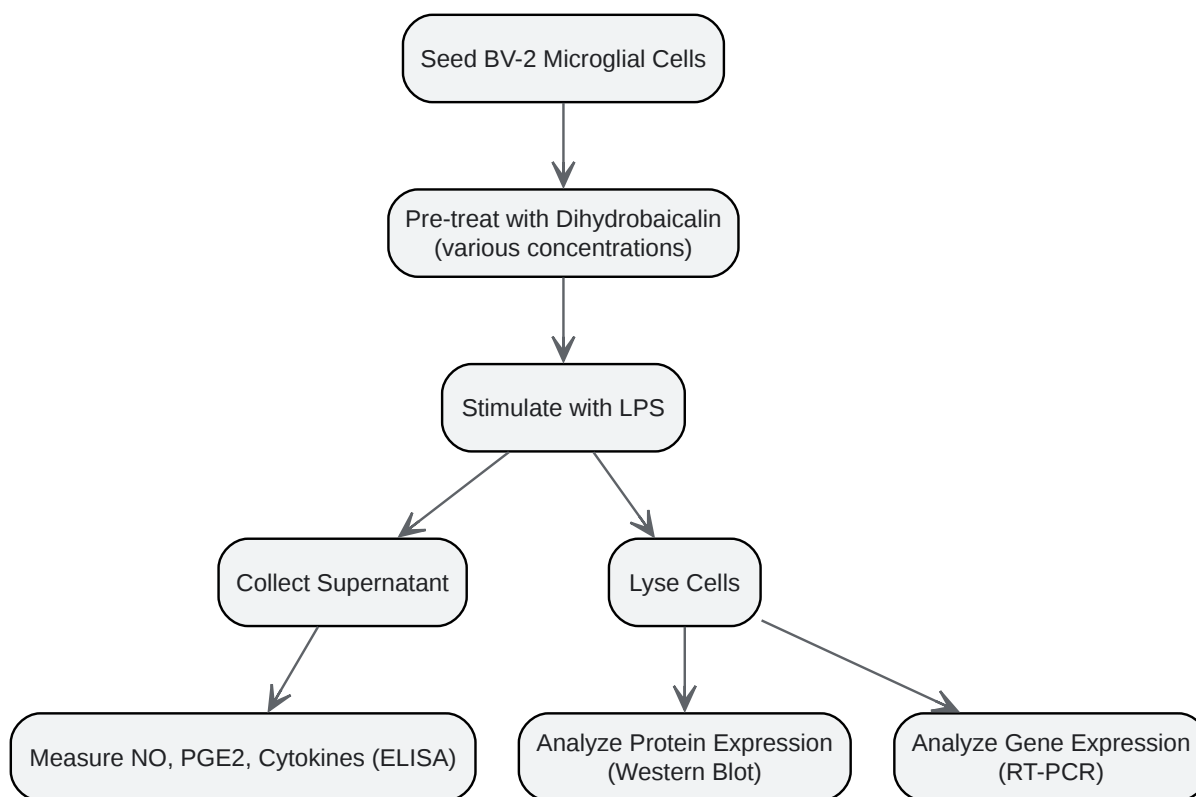 Seed BV-2 Microglial Cells
Pre-treat with Dihydrobaicalin
(various concentrations)
Stimulate with LPS
Collect Supernatant
Lyse Cells
Measure NO, PGE2, Cytokines (ELISA)
Analyze Protein Expression
(Western Blot)
Analyze Gene Expression
(RT-PCR)